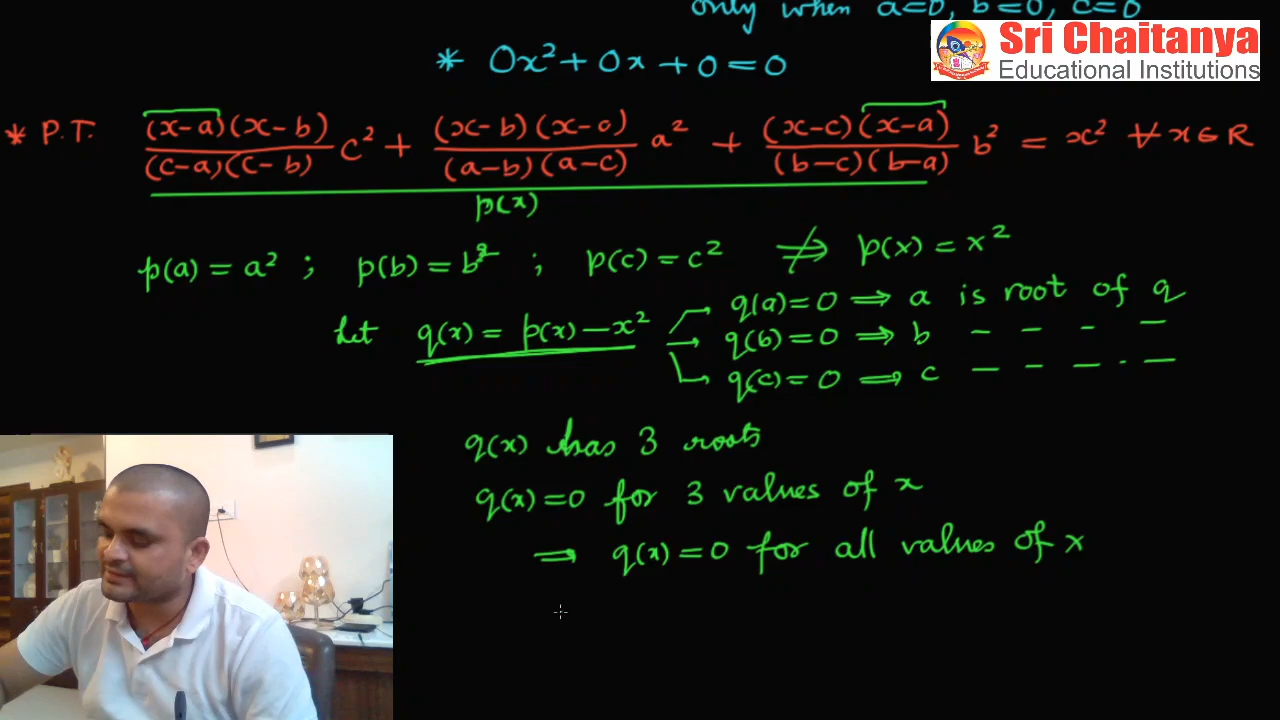 only when a=0, b=0, c=0
Sri Chaitanya
Educational Institutions
* 0x² + 0x + 0 = 0
* P.T. (x-a)(x-b)/(c-a)(c-b) c² + (x-b)(x-c)/(a-b)(a-c) a² + (x-c)(x-a)/(b-c)(b-a) b² = x² ∀ x ∈ R
p(x)
p(a) = a² ; p(b) = b² ; p(c) = c² ⇏ p(x) = x²
Let q(x) = p(x) – x²
q(a) = 0 ⟹ a is root of q
q(b) = 0 ⟹ b – – – –
q(c) = 0 ⟹ c – – – · –
q(x) has 3 roots
q(x) = 0 for 3 values of x
⟹ q(x) = 0 for all values of x